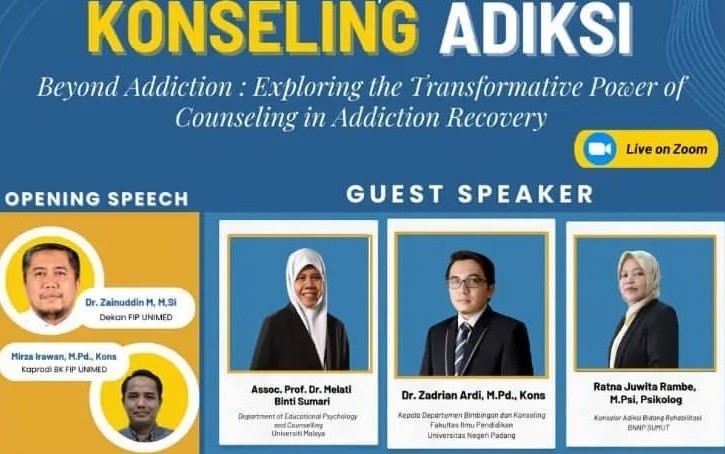 KONSELING ADIKSI
Beyond Addiction : Exploring the Transformative Power of
Counseling in Addiction Recovery
Live on Zoom
OPENING SPEECH
Dr. Zainuddin M, M,Si
Dekan FIP UNIMED
Mirza Irawan, M.Pd., Kons
Kaprodi BK FIP UNIMED
GUEST SPEAKER
Assoc. Prof. Dr. Melati
Binti Sumari
Department of Educational Psychology
and Counselling
Universiti Malaya
Dr. Zadrian Ardi, M.Pd., Kons
Kepala Departemen Bimbingan dan Konseling
Fakultas Ilmu Pendidikan
Universitas Negeri Padang
Ratna Juwita Rambe,
M.Psi, Psikolog
Konselor Adiksi Bidang Rehabilitasi
BNNP SUMUT